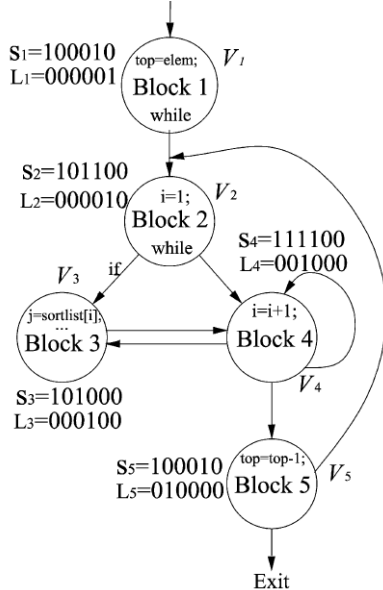 S1=100010
L1=000001
V1
top=elem;
Block 1
while
S2=101100
L2=000010
V2
i=1;
Block 2
while
S4=111100
L4=001000
if
V3
j=sortlist[i];
...
Block 3
i=i+1;
Block 4
V4
S3=101000
L3=000100
S5=100010
L5=010000
top=top-1;
Block 5
V5
Exit